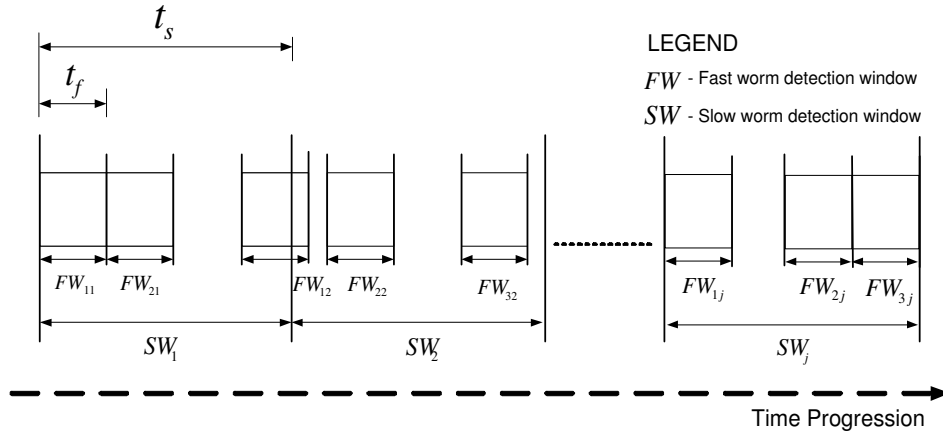 t_s
LEGEND
t_f
FW - Fast worm detection window
SW - Slow worm detection window
FW_11 FW_21 FW_12 FW_22 FW_32 FW_1j FW_2j FW_3j
SW_1 SW_2 SW_j
Time Progression